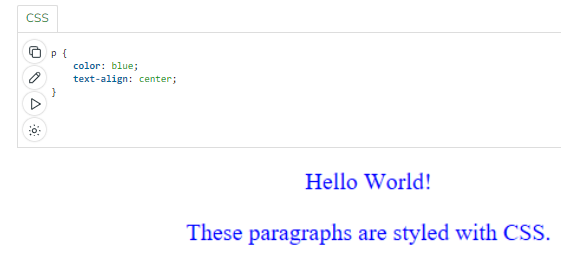 CSS
p {
    color: blue;
    text-align: center;
}
Hello World!
These paragraphs are styled with CSS.